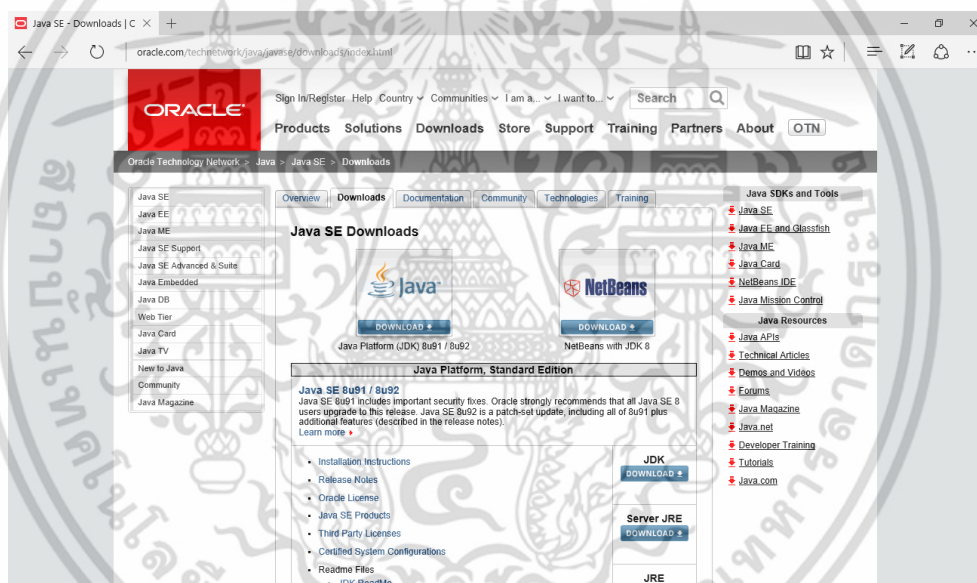 Java SE - Downloads | C
oracle.com/technetwork/java/javase/downloads/index.html
ORACLE
Sign In/Register Help Country Communities I am a... I want to... Search
Products Solutions Downloads Store Support Training Partners About OTN
Oracle Technology Network > Java > Java SE > Downloads
Java SE
Java EE
Java ME
Java SE Support
Java SE Advanced & Suite
Java Embedded
Java DB
Web Tier
Java Card
Java TV
New to Java
Community
Java Magazine
Overview Downloads Documentation Community Technologies Training
Java SE Downloads
Java
DOWNLOAD
Java Platform (JDK) 8u91 / 8u92
NetBeans
DOWNLOAD
NetBeans with JDK 8
Java Platform, Standard Edition
Java SE 8u91 / 8u92
Java SE 8u91 includes important security fixes. Oracle strongly recommends that all Java SE 8
users upgrade to this release. Java SE 8u92 is a patch-set update, including all of 8u91 plus
additional features (described in the release notes).
Learn more
Installation Instructions
Release Notes
Oracle License
Java SE Products
Third Party Licenses
Certified System Configurations
Readme Files
JDK ReadMe
JDK
DOWNLOAD
Server JRE
DOWNLOAD
JRE
Java SDKs and Tools
Java SE
Java EE and Glassfish
Java ME
Java Card
NetBeans IDE
Java Mission Control
Java Resources
Java APIs
Technical Articles
Demos and Videos
Forums
Java Magazine
Java.net
Developer Training
Tutorials
Java.com